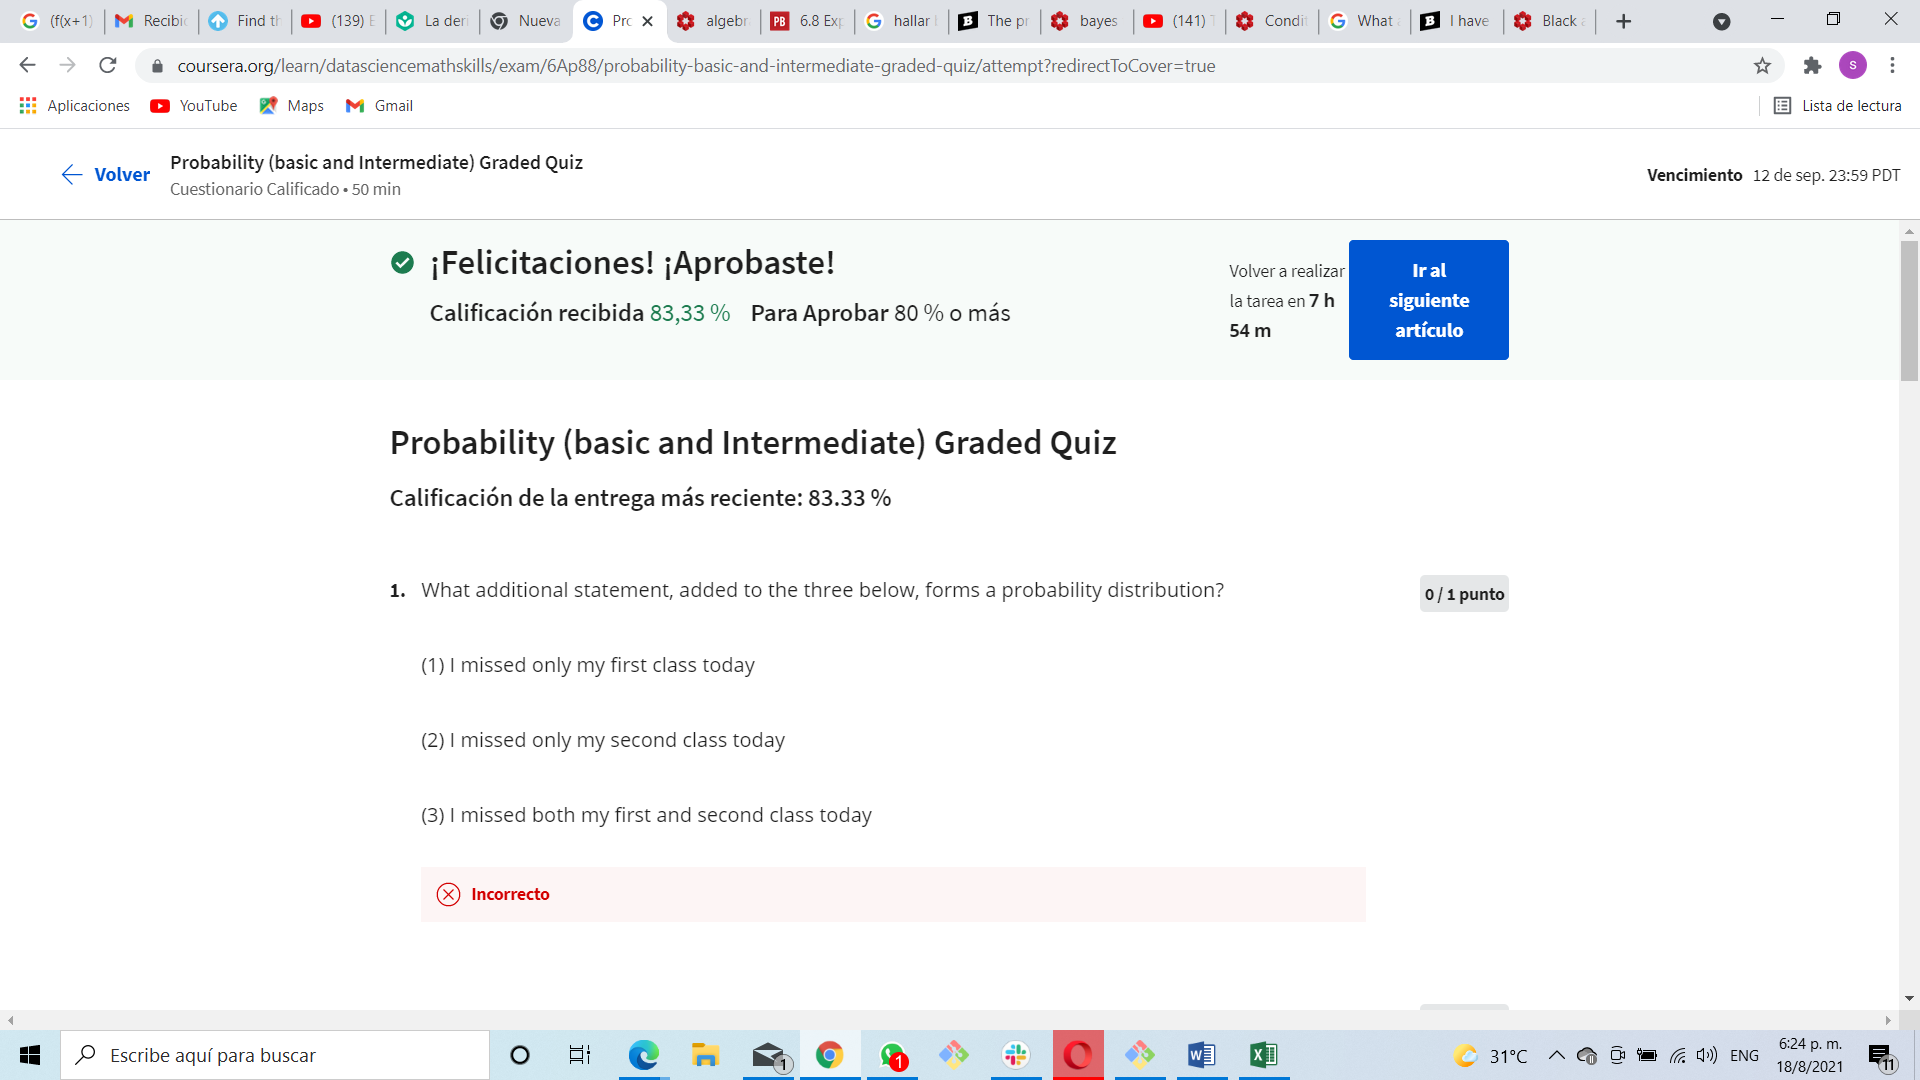 (f(x+1)
Recibi
Find th
(139) E
La deri
Nueva
Pro
algebr
6.8 Exp
hallar
The pr
bayes
(141) T
Condit
What
I have
Black
coursera.org/learn/datasciencemathskills/exam/6Ap88/probability-basic-and-intermediate-graded-quiz/attempt?redirectToCover=true
S
Aplicaciones
YouTube
Maps
Gmail
Lista de lectura
Volver
Probability (basic and Intermediate) Graded Quiz
Cuestionario Calificado • 50 min
Vencimiento 12 de sep. 23:59 PDT
¡Felicitaciones! ¡Aprobaste!
Calificación recibida 83,33 % Para Aprobar 80 % o más
Volver a realizar
la tarea en 7 h
54 m
Ir al
siguiente
artículo
Probability (basic and Intermediate) Graded Quiz
Calificación de la entrega más reciente: 83.33 %
1. What additional statement, added to the three below, forms a probability distribution?
0 / 1 punto
(1) I missed only my first class today
(2) I missed only my second class today
(3) I missed both my first and second class today
Incorrecto
Escribe aquí para buscar
1
1
31°C
ENG
6:24 p. m.
18/8/2021
11